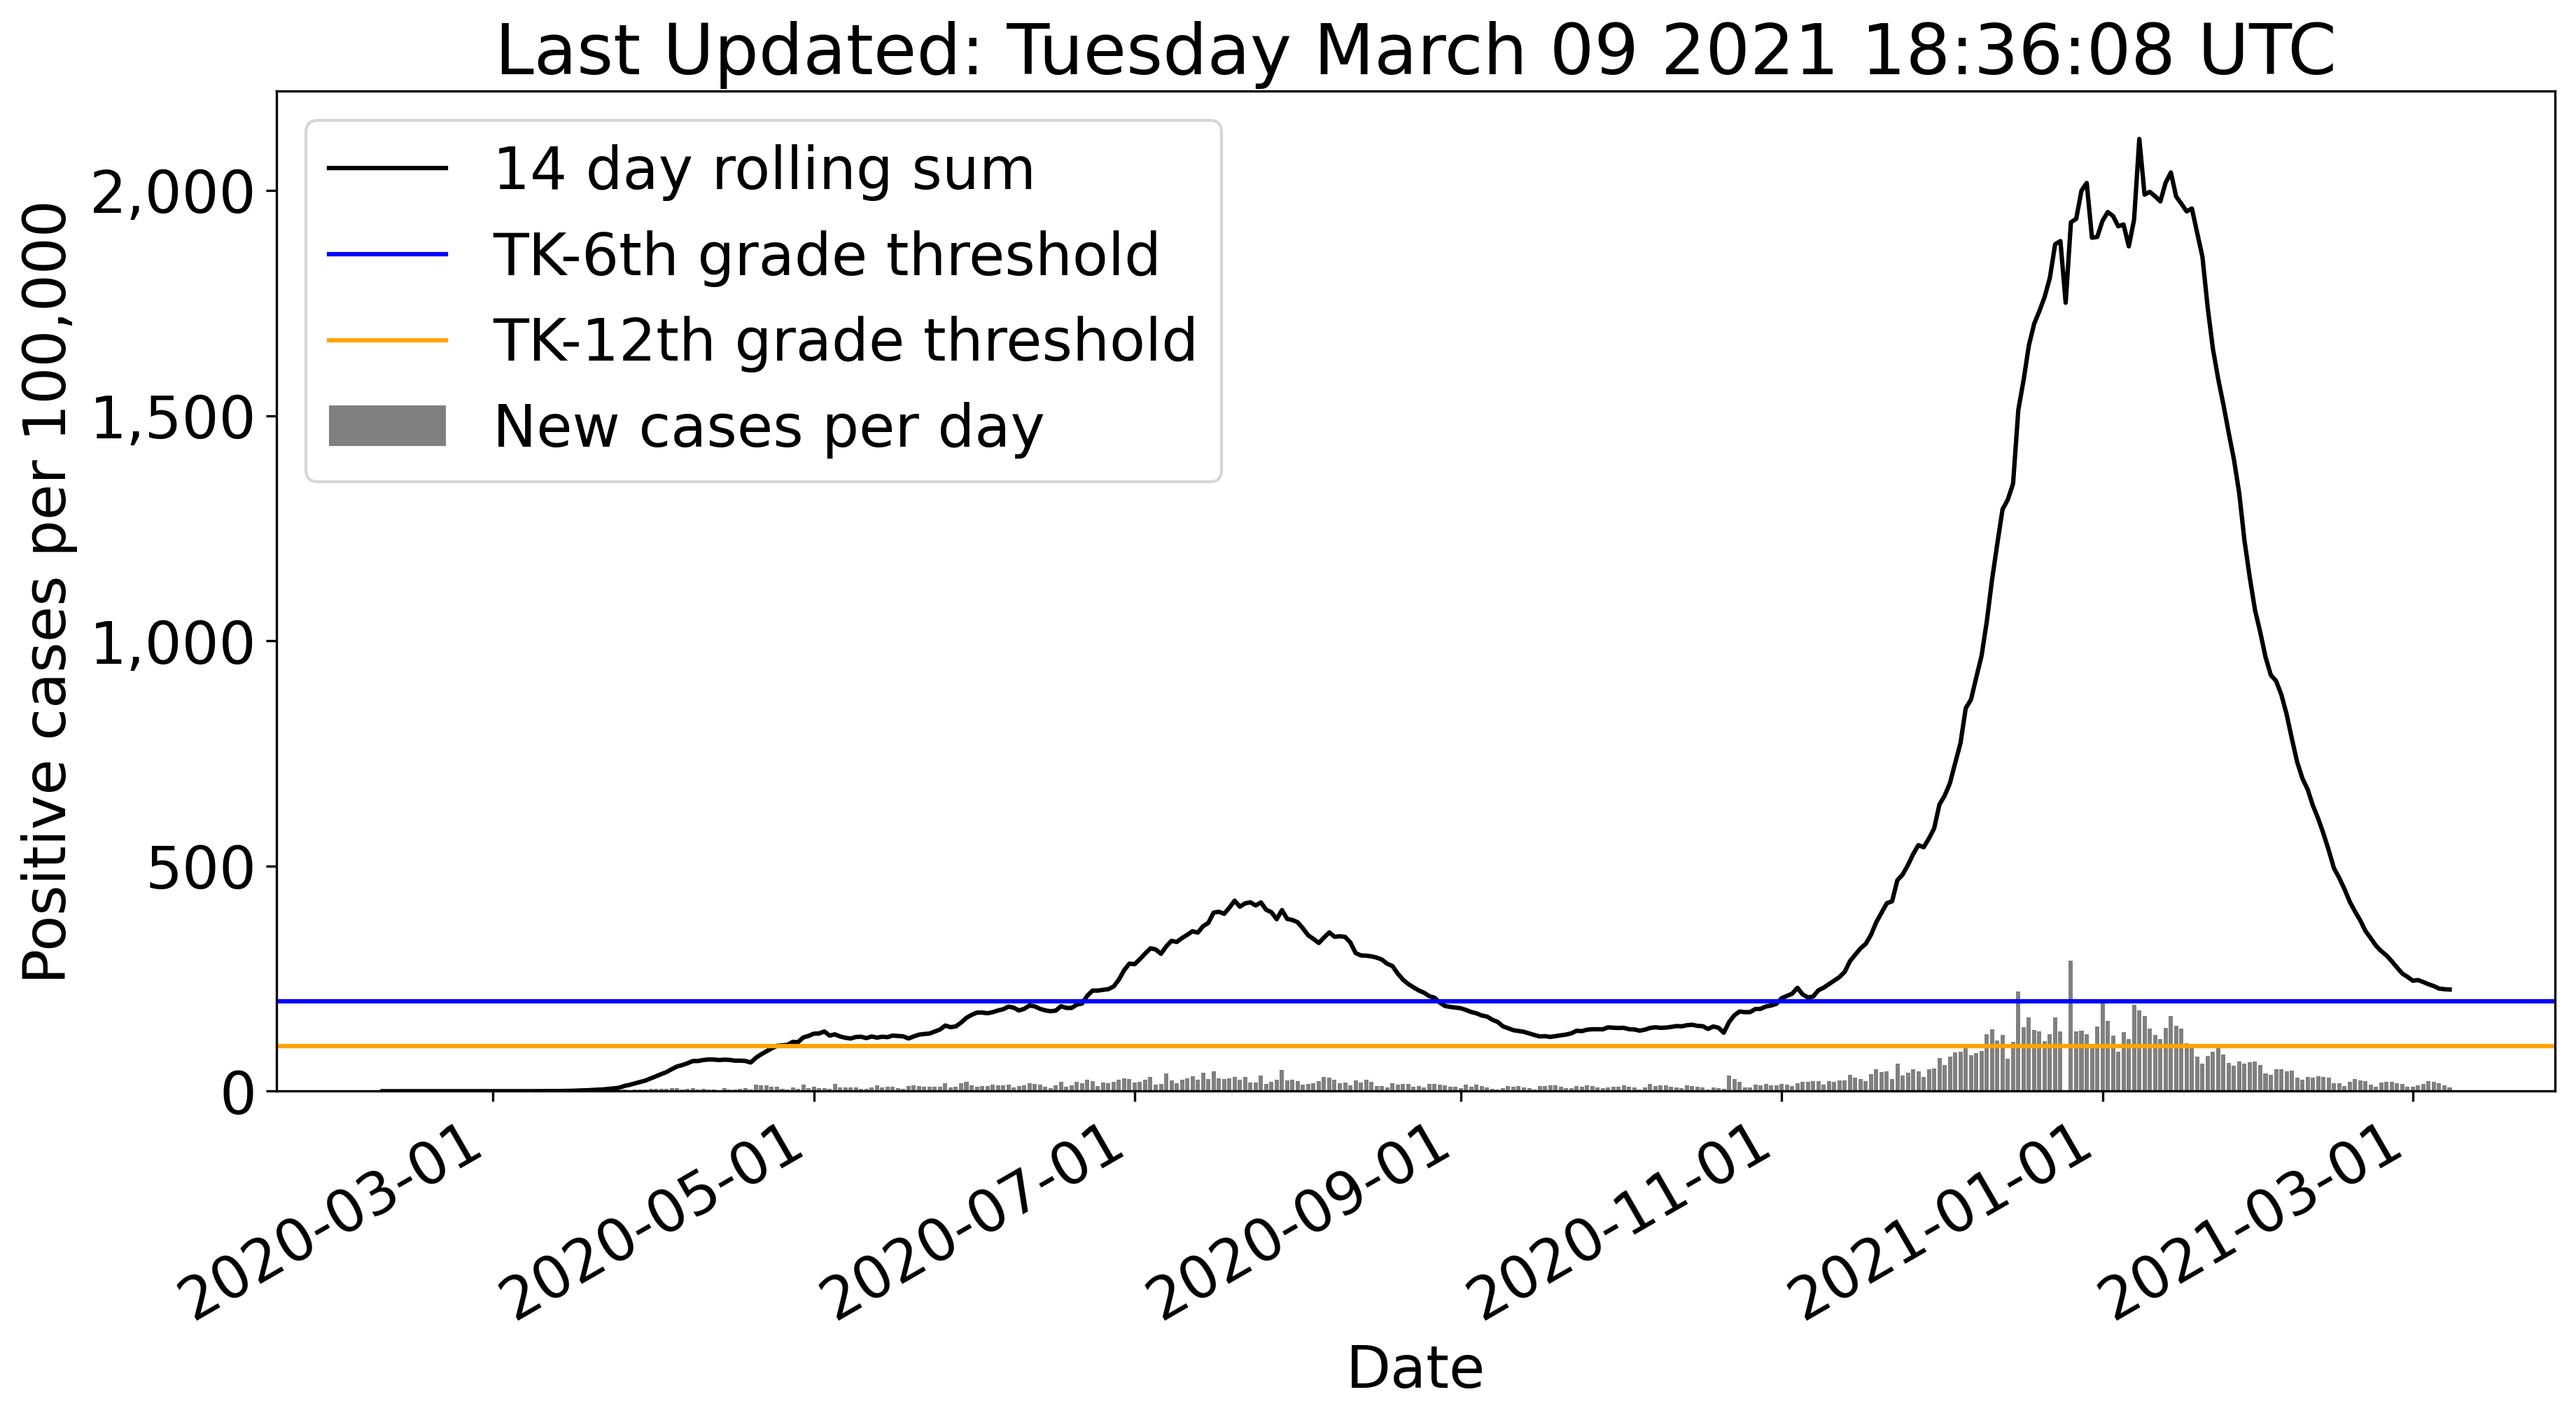 Last Updated: Tuesday March 09 2021 18:36:08 UTC
14 day rolling sum
TK-6th grade threshold
TK-12th grade threshold
New cases per day
Positive cases per 100,000
2,000
1,500
1,000
500
0
2020-03-01
2020-05-01
2020-07-01
2020-09-01
2020-11-01
2021-01-01
2021-03-01
Date